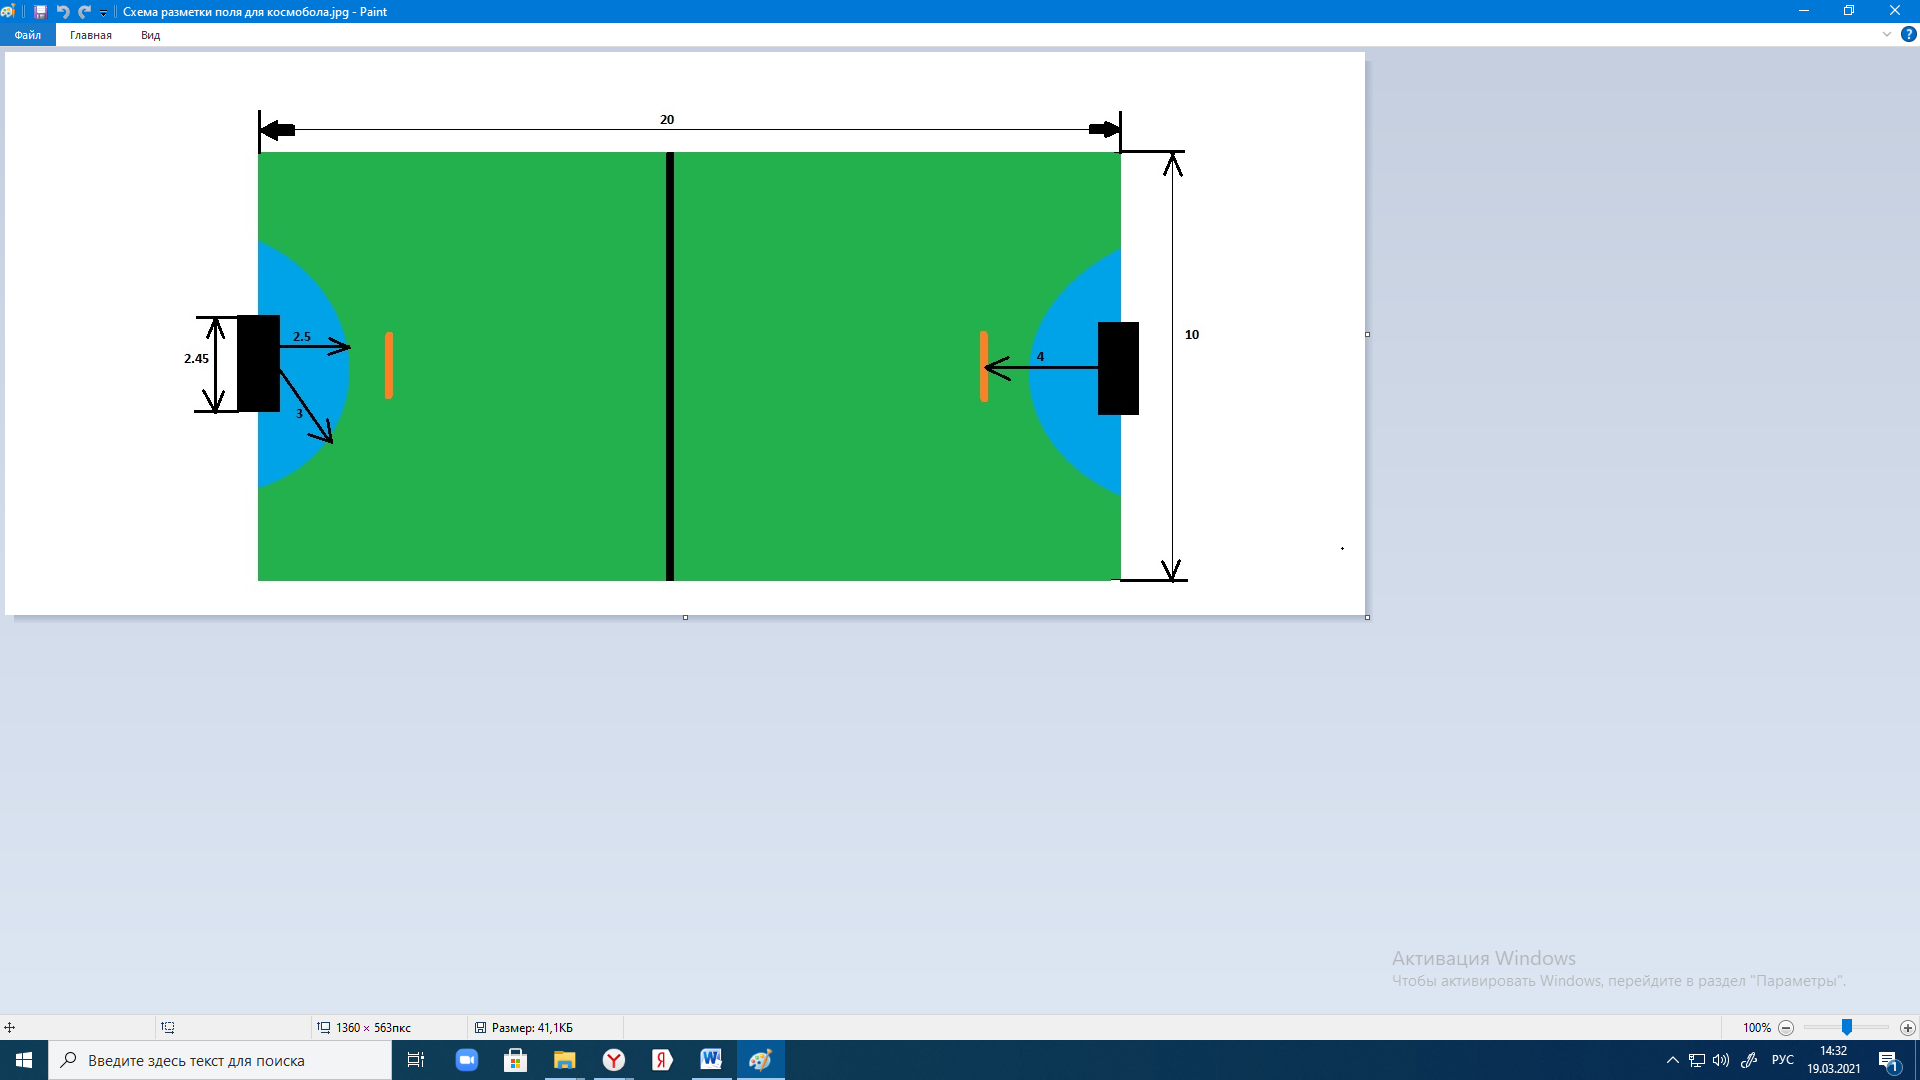 Схема разметки поля для космобола.jpg - Paint
Файл Главная Вид
20
2.5
2.45
3
4
10
Активация Windows
Чтобы активировать Windows, перейдите в раздел "Параметры".
1360 × 563пкс
Размер: 41,1КБ
100%
Введите здесь текст для поиска
РУС
14:32
19.03.2021
1